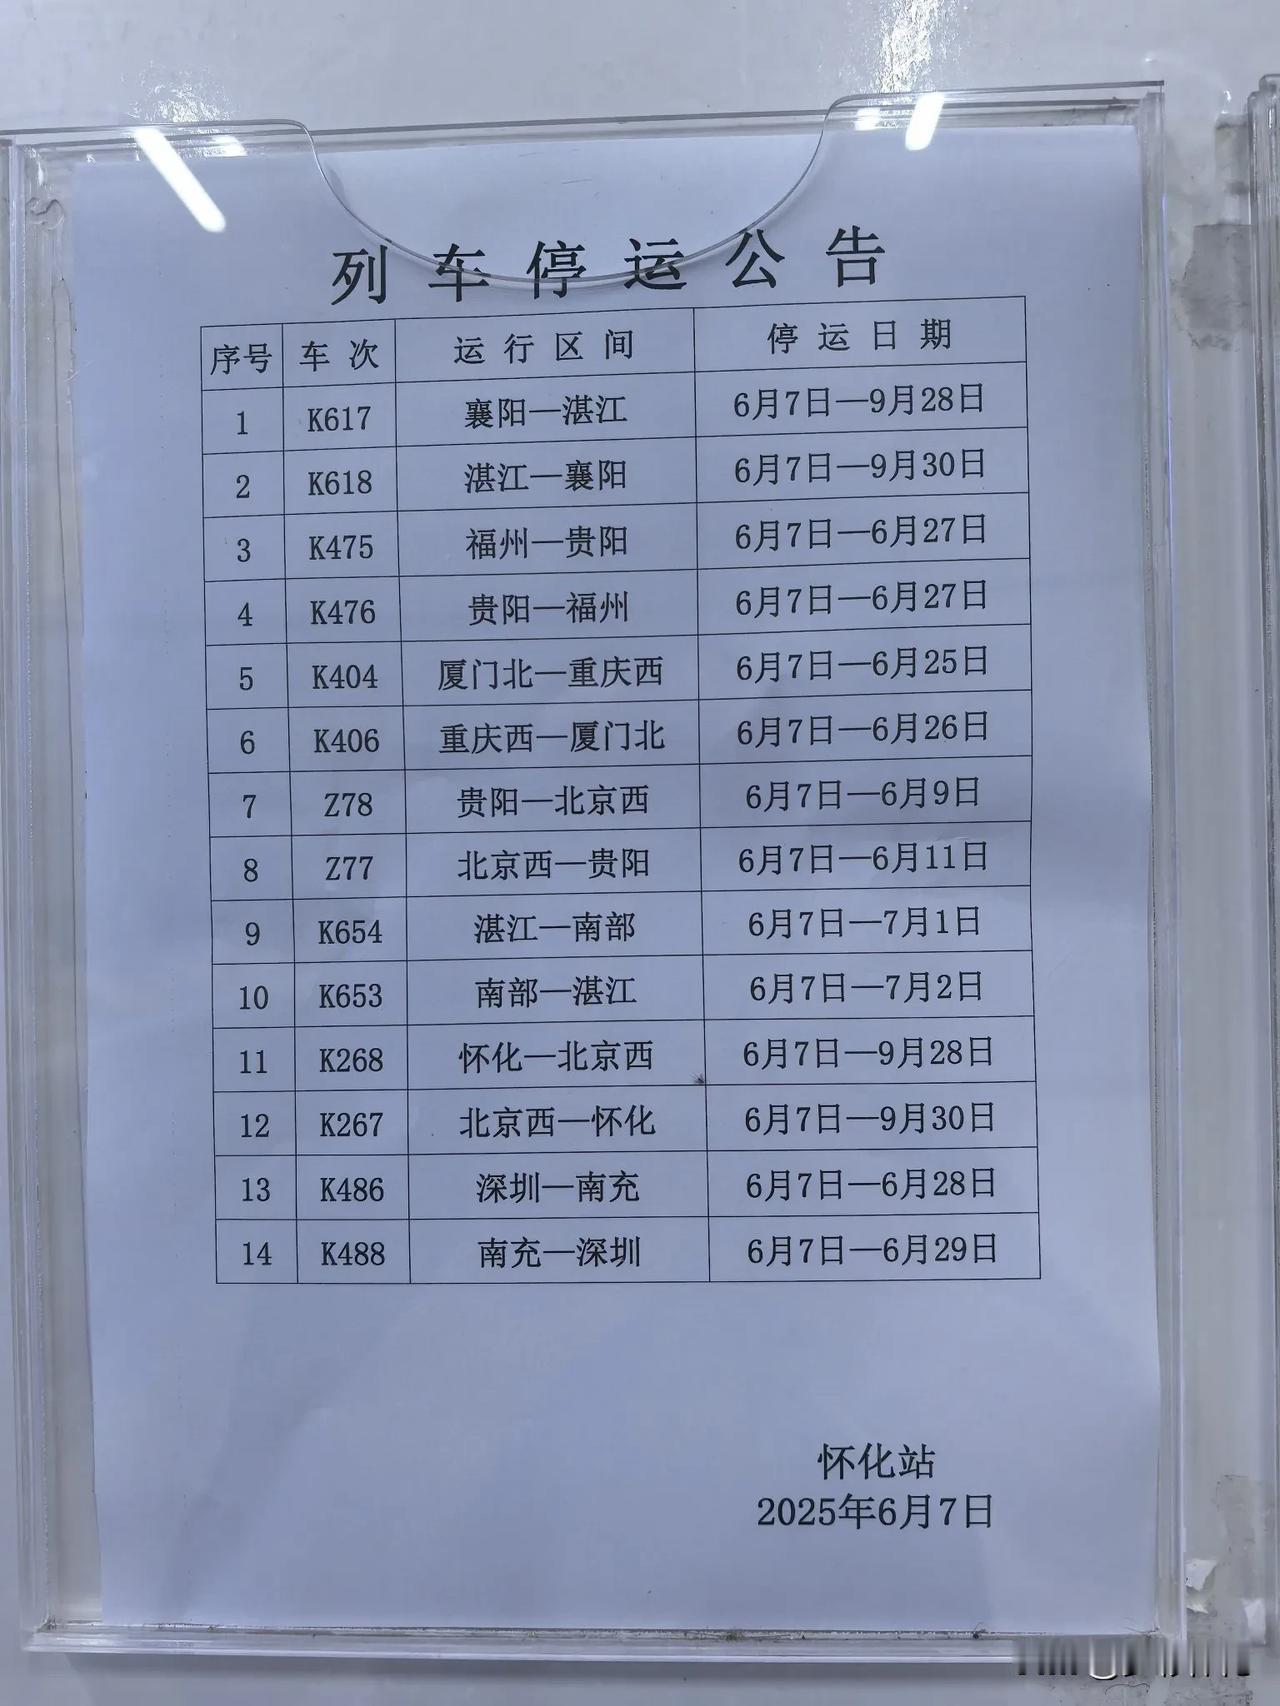 列车停运公告
序号 车次 运行区间 停运日期
1 K617 襄阳—湛江 6月7日—9月28日
2 K618 湛江—襄阳 6月7日—9月30日
3 K475 福州—贵阳 6月7日—6月27日
4 K476 贵阳—福州 6月7日—6月27日
5 K404 厦门北—重庆西 6月7日—6月25日
6 K406 重庆西—厦门北 6月7日—6月26日
7 Z78 贵阳—北京西 6月7日—6月9日
8 Z77 北京西—贵阳 6月7日—6月11日
9 K654 湛江—南部 6月7日—7月1日
10 K653 南部—湛江 6月7日—7月2日
11 K268 怀化—北京西 6月7日—9月28日
12 K267 北京西—怀化 6月7日—9月30日
13 K486 深圳—南充 6月7日—6月28日
14 K488 南充—深圳 6月7日—6月29日
怀化站
2025年6月7日